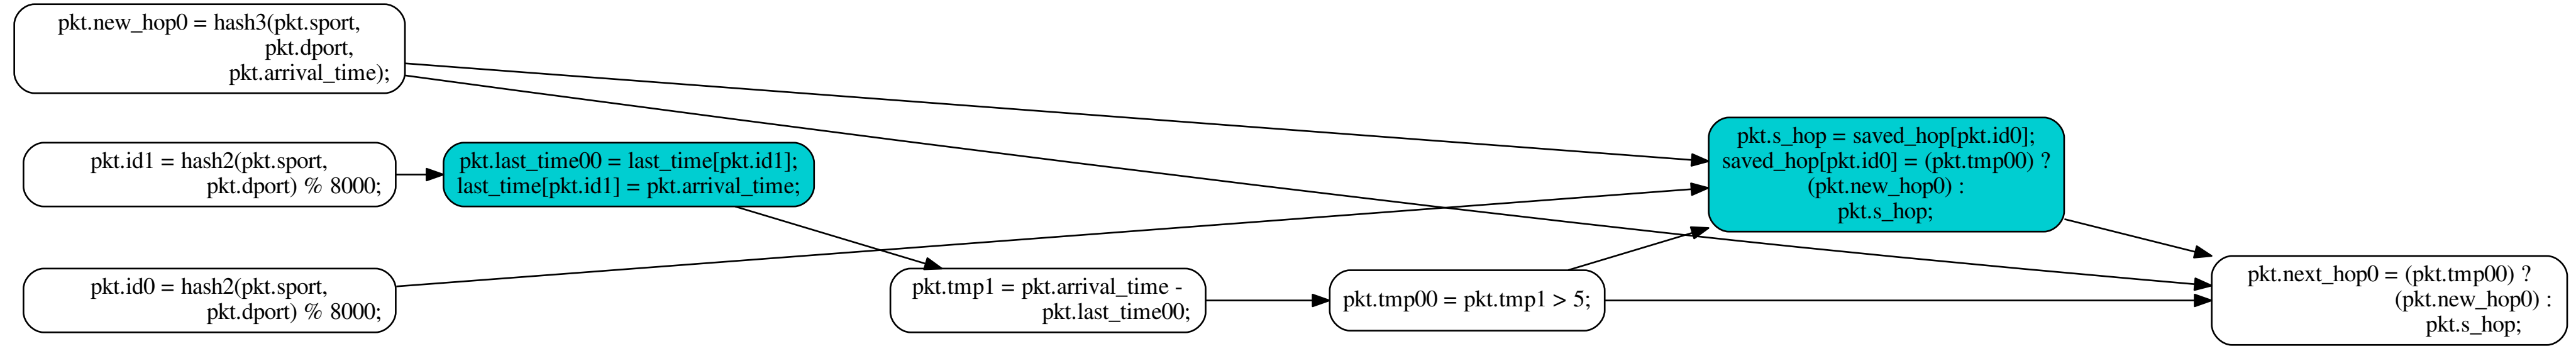 pkt.new_hop0 = hash3(pkt.sport,
pkt.dport,
pkt.arrival_time);
pkt.id1 = hash2(pkt.sport,
pkt.dport) % 8000;
pkt.id0 = hash2(pkt.sport,
pkt.dport) % 8000;
pkt.last_time00 = last_time[pkt.id1];
last_time[pkt.id1] = pkt.arrival_time;
pkt.tmp1 = pkt.arrival_time -
pkt.last_time00;
pkt.tmp00 = pkt.tmp1 > 5;
pkt.s_hop = saved_hop[pkt.id0];
saved_hop[pkt.id0] = (pkt.tmp00) ?
(pkt.new_hop0) :
pkt.s_hop;
pkt.next_hop0 = (pkt.tmp00) ?
(pkt.new_hop0) :
pkt.s_hop;